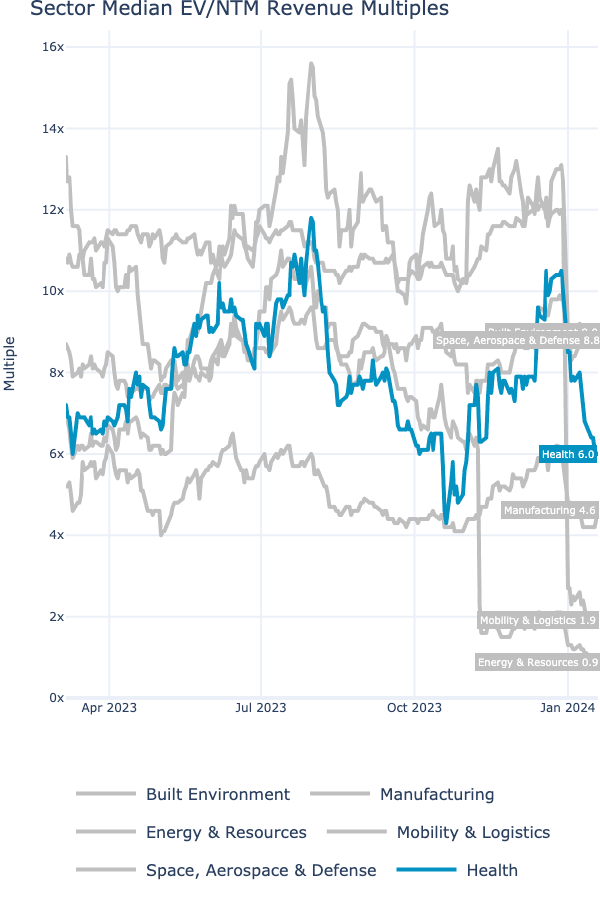 Sector Median EV/NTM Revenue Multiples
16x
14x
12x
10x
8x
6x
4x
2x
0x
Multiple
Built Environment
Space, Aerospace & Defense 8.8
Health 6.0
Manufacturing 4.6
Mobility & Logistics 1.9
Energy & Resources 0.9
Apr 2023
Jul 2023
Oct 2023
Jan 2024
Built Environment
Manufacturing
Energy & Resources
Mobility & Logistics
Space, Aerospace & Defense
Health